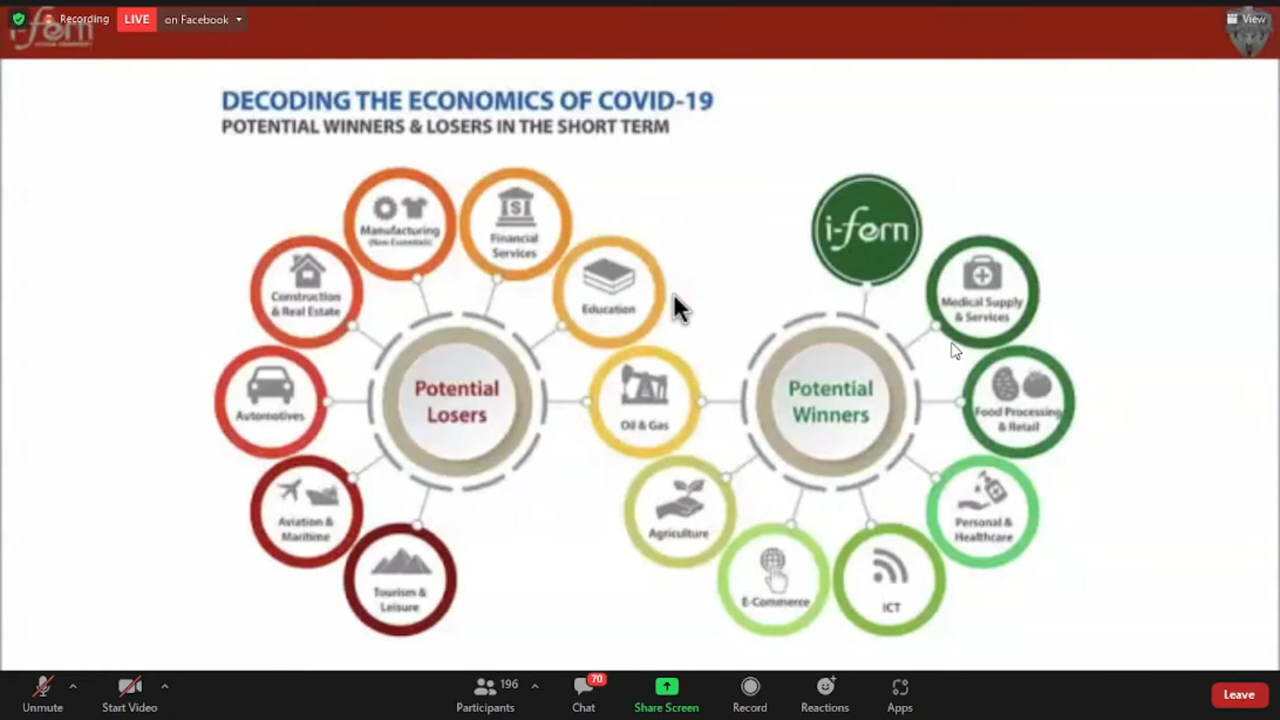 Recording
LIVE
on Facebook
View
i-fern
DECODING THE ECONOMICS OF COVID-19
POTENTIAL WINNERS & LOSERS IN THE SHORT TERM
Manufacturing
(Non Essentials)
$
Financial
Services
Construction
& Real Estate
Education
Automotives
Potential
Losers
Oil & Gas
Aviation &
Maritime
Tourism &
Leisure
i-fern
Medical Supply
& Services
Potential
Winners
Food Processing
& Retail
Agriculture
Personal &
Healthcare
E-Commerce
ICT
Unmute
Start Video
196
Participants
70
Chat
Share Screen
Record
Reactions
Apps
Leave